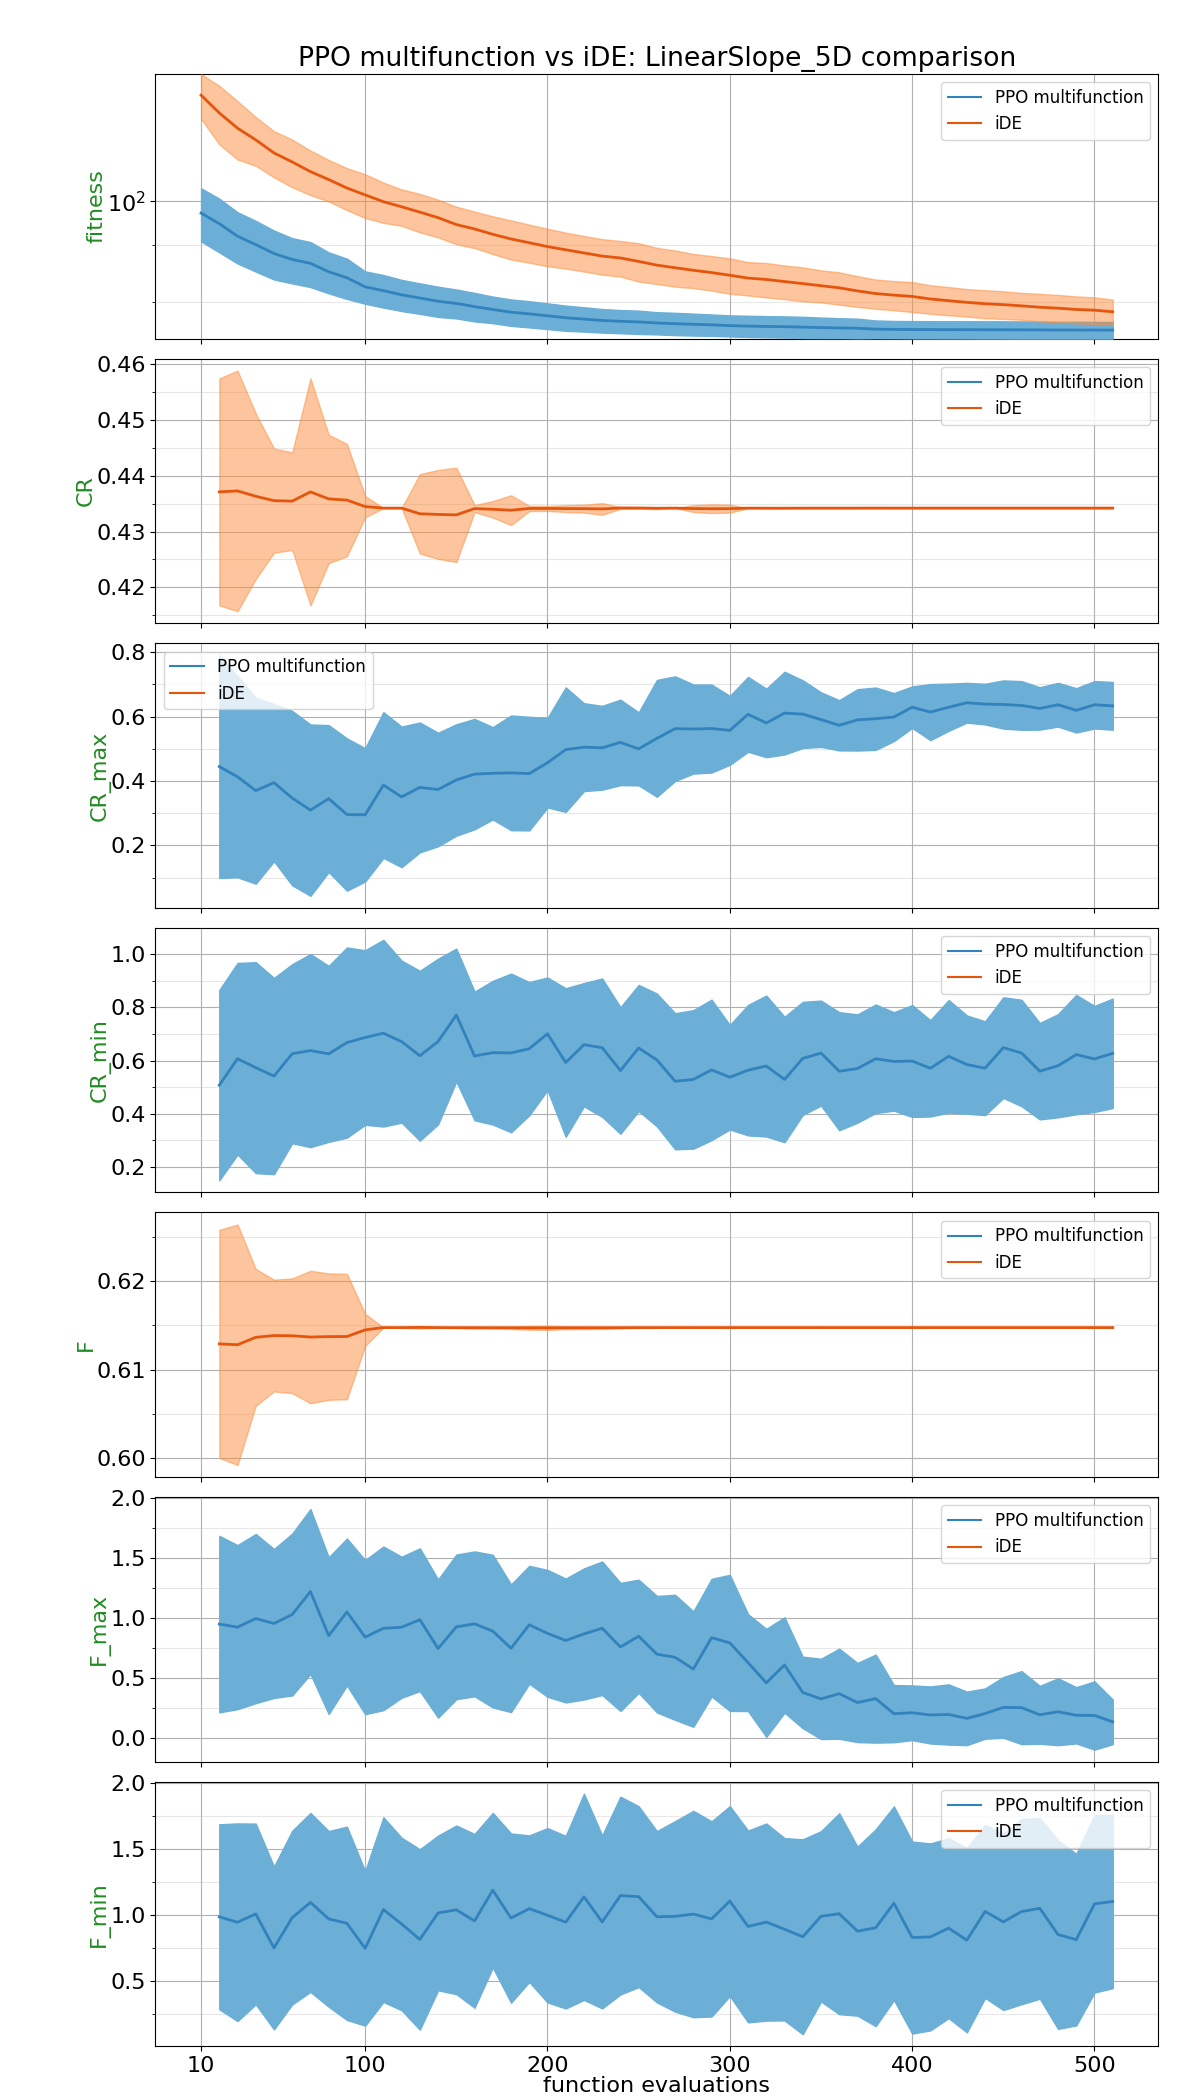 PPO multifunction vs iDE: LinearSlope_5D comparison
fitness
10²
PPO multifunction
iDE
CR
0.46
0.45
0.44
0.43
0.42
PPO multifunction
iDE
CR_max
0.8
0.6
0.4
0.2
PPO multifunction
iDE
CR_min
1.0
0.8
0.6
0.4
0.2
PPO multifunction
iDE
F
0.62
0.61
0.60
PPO multifunction
iDE
F_max
2.0
1.5
1.0
0.5
0.0
PPO multifunction
iDE
F_min
2.0
1.5
1.0
0.5
PPO multifunction
iDE
10 100 200 300 400 500
function evaluations